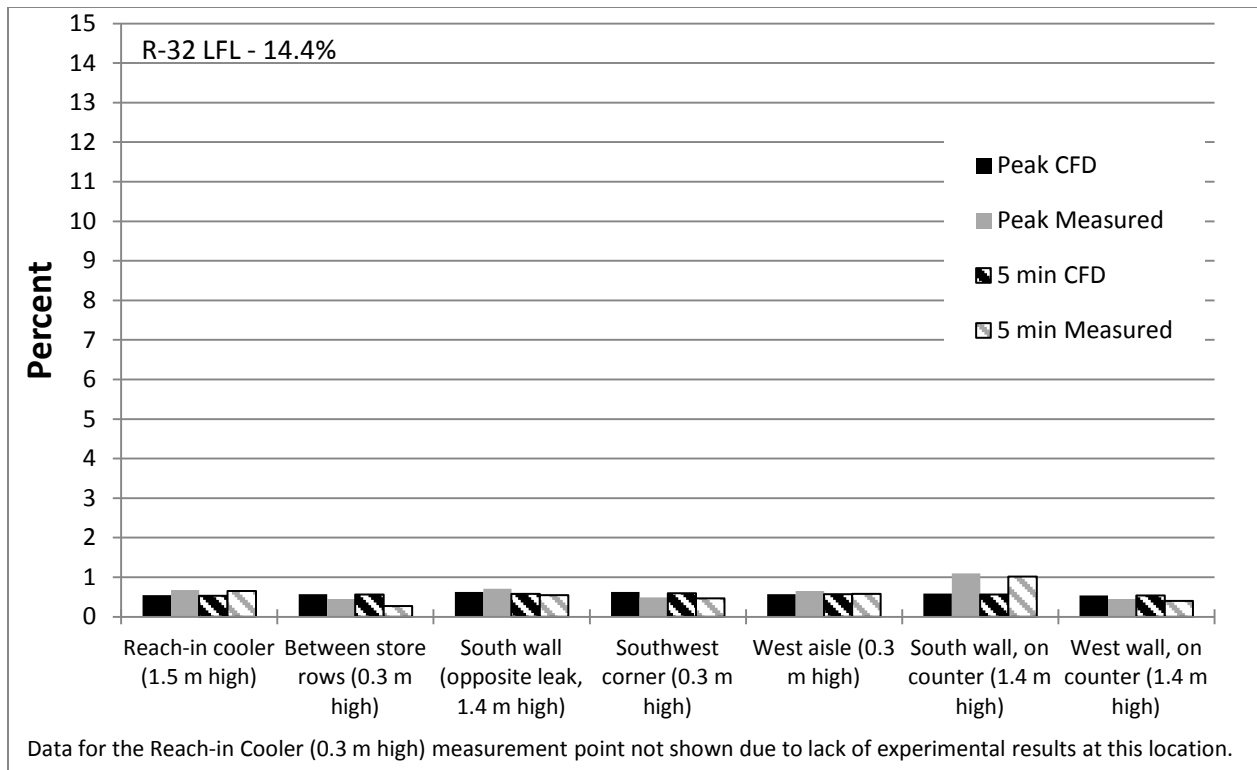 R-32 LFL - 14.4%
15
14
13
12
11
10
9
8
7
6
5
4
3
2
1
0
Percent
Peak CFD
Peak Measured
5 min CFD
5 min Measured
Reach-in cooler
(1.5 m high)
Between store
rows (0.3 m
high)
South wall
(opposite leak,
1.4 m high)
Southwest
corner (0.3 m
high)
West aisle (0.3
m high)
South wall, on
counter (1.4 m
high)
West wall, on
counter (1.4 m
high)
Data for the Reach-in Cooler (0.3 m high) measurement point not shown due to lack of experimental results at this location.